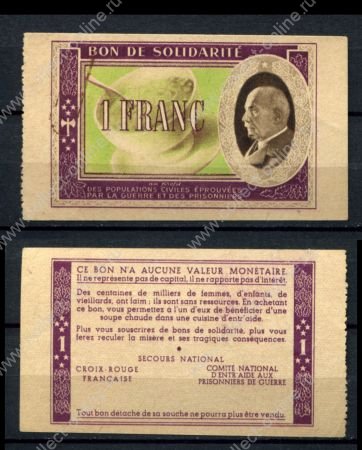 BON DE SOLIDARITÉ
1 FRANC
au profit
DES POPULATIONS CIVILES ÉPROUVÉES
PAR LA GUERRE ET DES PRISONNIERS
CE BON N'A AUCUNE VALEUR MONÉTAIRE.
Il ne représente pas de capital, il ne rapporte pas d'intérêt.
Des centaines de milliers de femmes, d'enfants, de
vieillards, ont faim; ils sont sans ressources. En achetant
ce bon, vous permettez à l'un d'eux de bénéficier d'une
soupe chaude dans une cuisine d'entr'aide.
Plus vous souscrirez de bons de solidarité, plus vous
ferez reculer la misère et ses tragiques conséquences.
1
1
SECOURS NATIONAL
CROIX-ROUGE
FRANÇAISE
COMITÉ NATIONAL
D'ENTR'AIDE AUX
PRISONNIERS DE GUERRE
Tout bon détaché de sa souche ne pourra plus être vendu.